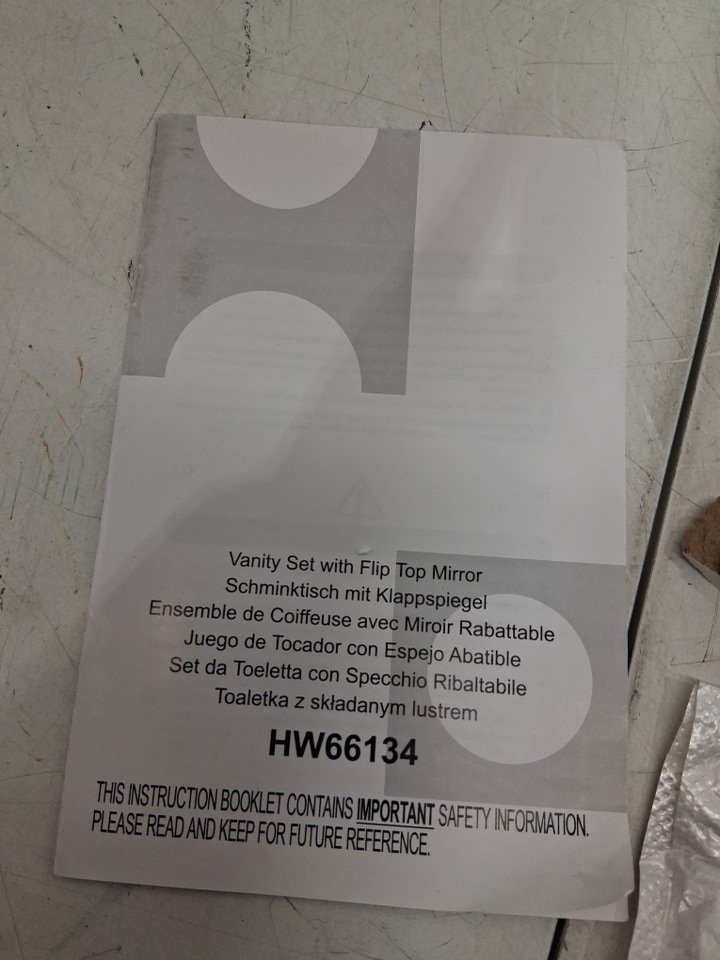 Vanity Set with Flip Top Mirror
Schminktisch mit Klappspiegel
Ensemble de Coiffeuse avec Miroir Rabattable
Juego de Tocador con Espejo Abatible
Set da Toeletta con Specchio Ribaltabile
Toaletka z składanym lustrem
HW66134
THIS INSTRUCTION BOOKLET CONTAINS IMPORTANT SAFETY INFORMATION.
PLEASE READ AND KEEP FOR FUTURE REFERENCE.